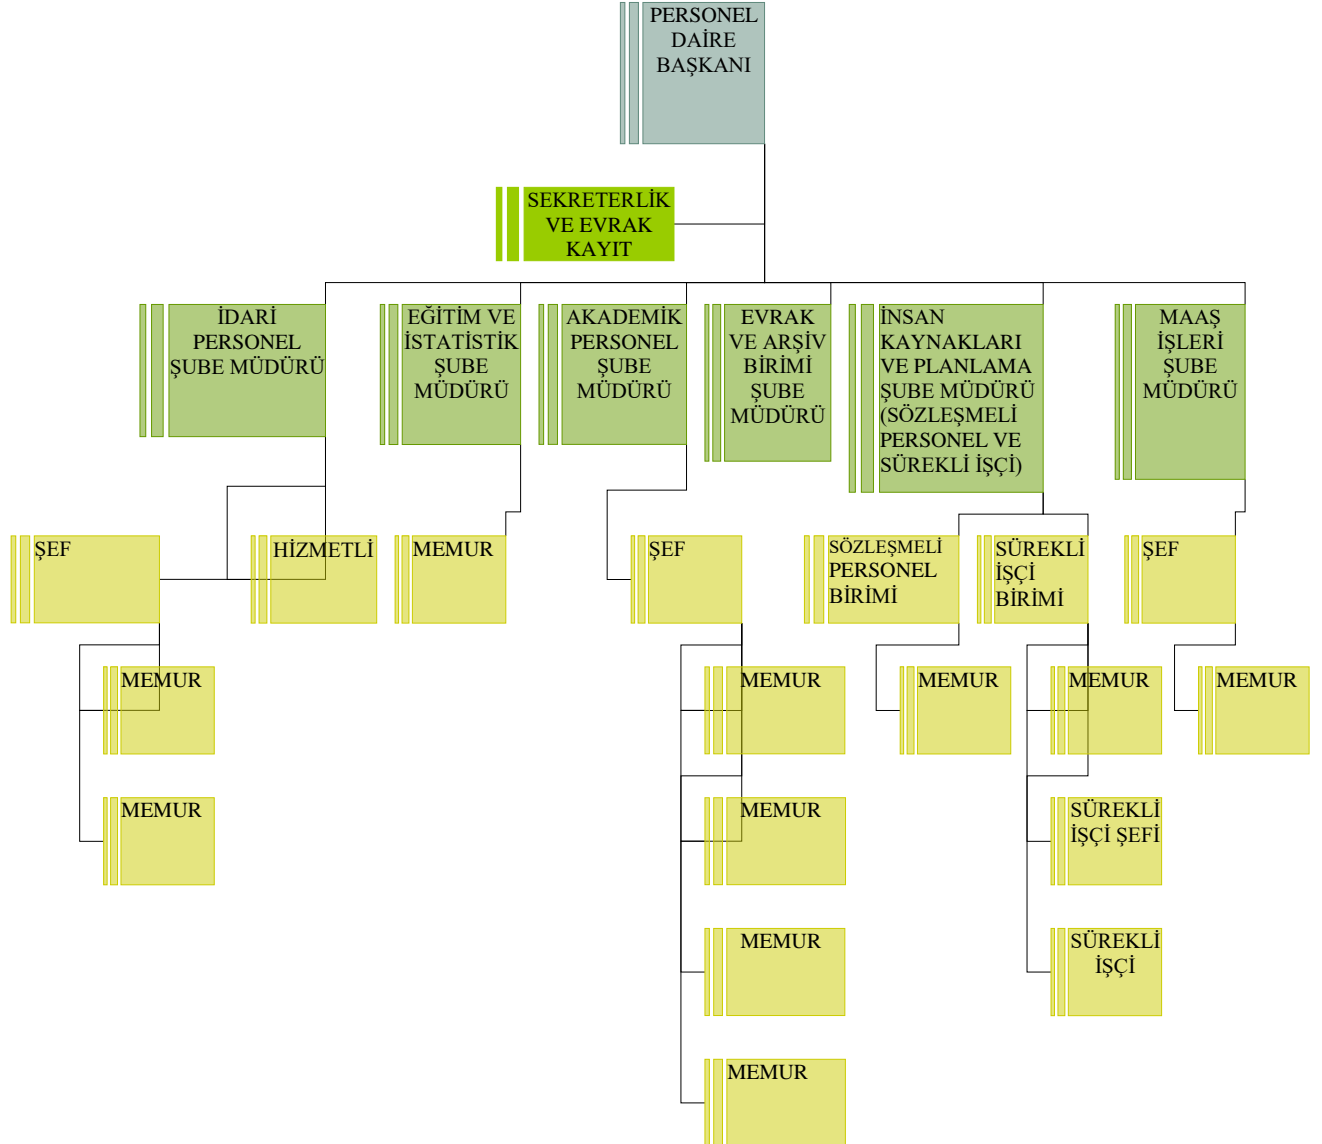 PERSONEL
DAİRE
BAŞKANI
SEKRETERLİK
VE EVRAK
KAYIT
İDARİ
PERSONEL
ŞUBE MÜDÜRÜ
EĞİTİM VE
İSTATİSTİK
ŞUBE
MÜDÜRÜ
AKADEMİK
PERSONEL
ŞUBE
MÜDÜRÜ
EVRAK
VE ARŞİV
BİRİMİ
ŞUBE
MÜDÜRÜ
İNSAN
KAYNAKLARI
VE PLANLAMA
ŞUBE MÜDÜRÜ
(SÖZLEŞMELİ
PERSONEL VE
SÜREKLİ İŞÇİ)
MAAŞ
İŞLERİ
ŞUBE
MÜDÜRÜ
ŞEF
HİZMETLİ
MEMUR
ŞEF
SÖZLEŞMELİ
PERSONEL
BİRİMİ
SÜREKLİ
İŞÇİ
BİRİMİ
ŞEF
MEMUR
MEMUR
MEMUR
MEMUR
MEMUR
MEMUR
MEMUR
SÜREKLİ
İŞÇİ ŞEFİ
MEMUR
SÜREKLİ
İŞÇİ
MEMUR